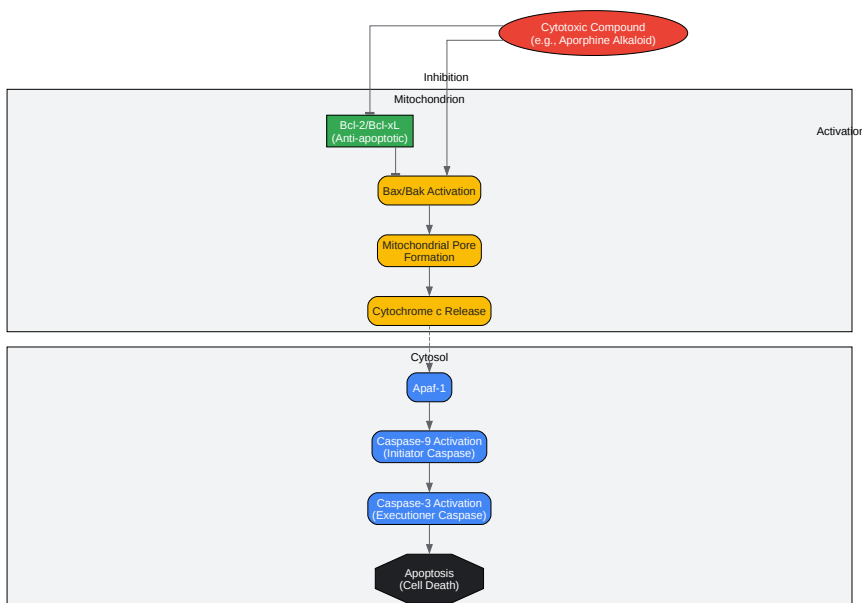 Cytotoxic Compound
(e.g., Aporphine Alkaloid)
Inhibition
Mitochondrion
Bcl-2/Bcl-xL
(Anti-apoptotic)
Activation
Bax/Bak Activation
Mitochondrial Pore
Formation
Cytochrome c Release
Cytosol
Apaf-1
Caspase-9 Activation
(Initiator Caspase)
Caspase-3 Activation
(Executioner Caspase)
Apoptosis
(Cell Death)